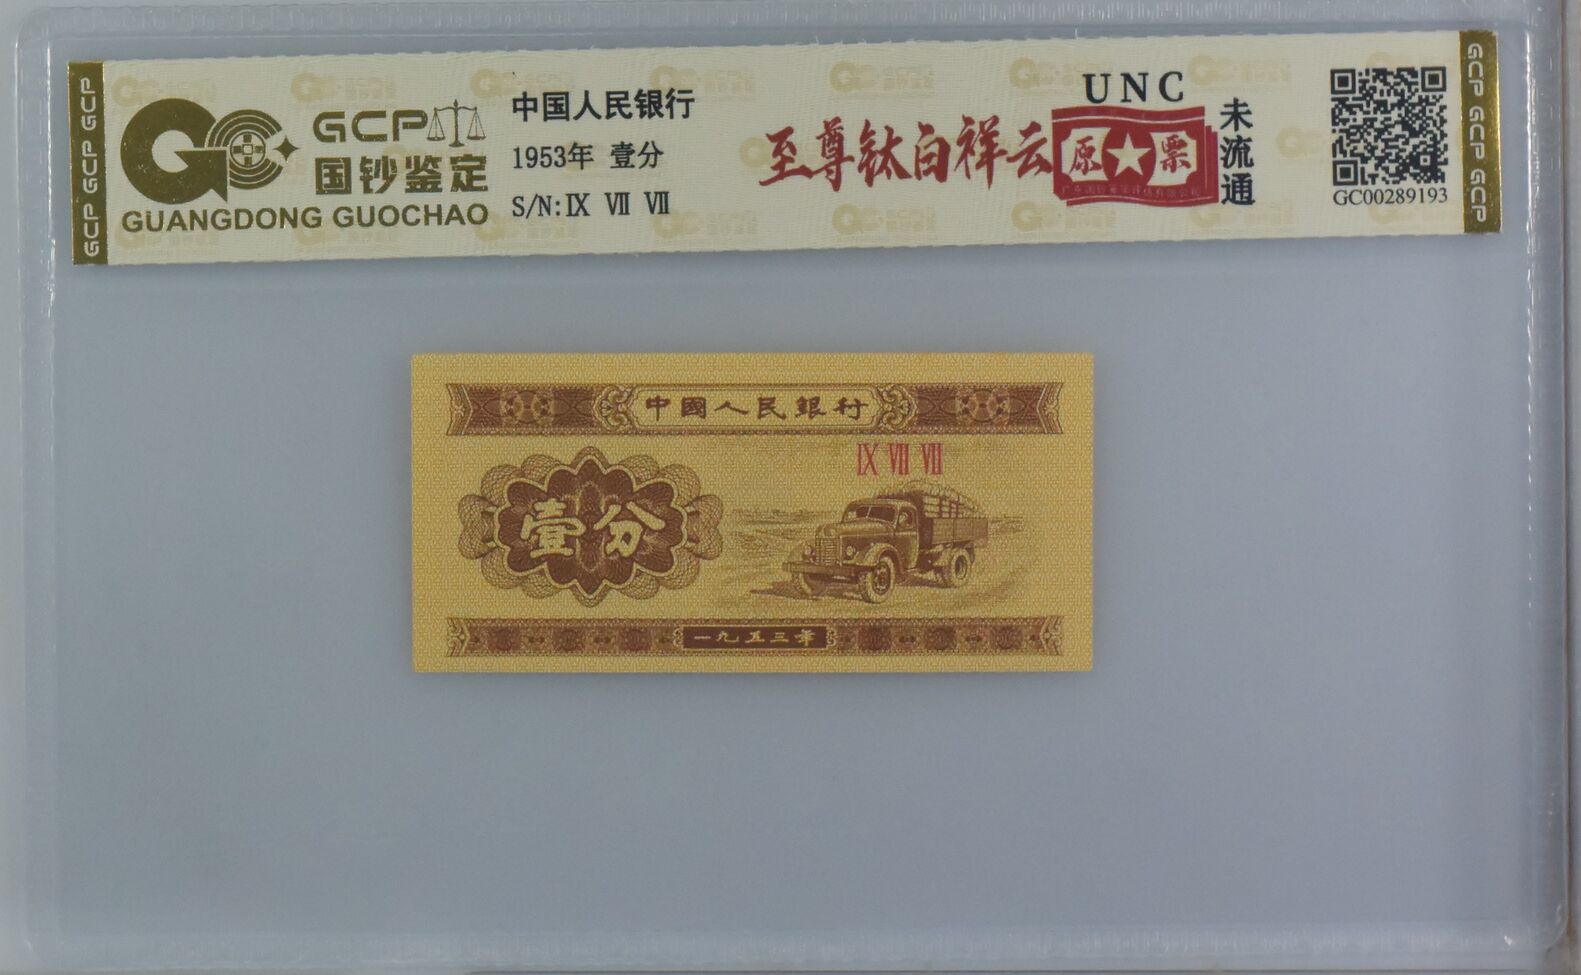 GCP GCP GCP
GCP
国钞鉴定
GUANGDONG GUOCHAO
中国人民银行
1953年 壹分
S/N:Ⅸ Ⅶ Ⅶ
至尊钛白祥云
原★票
UNC
未流通
GC00289193
GCP GCP GCP
中國人民銀行
Ⅸ Ⅶ Ⅶ
壹分
一九五三年